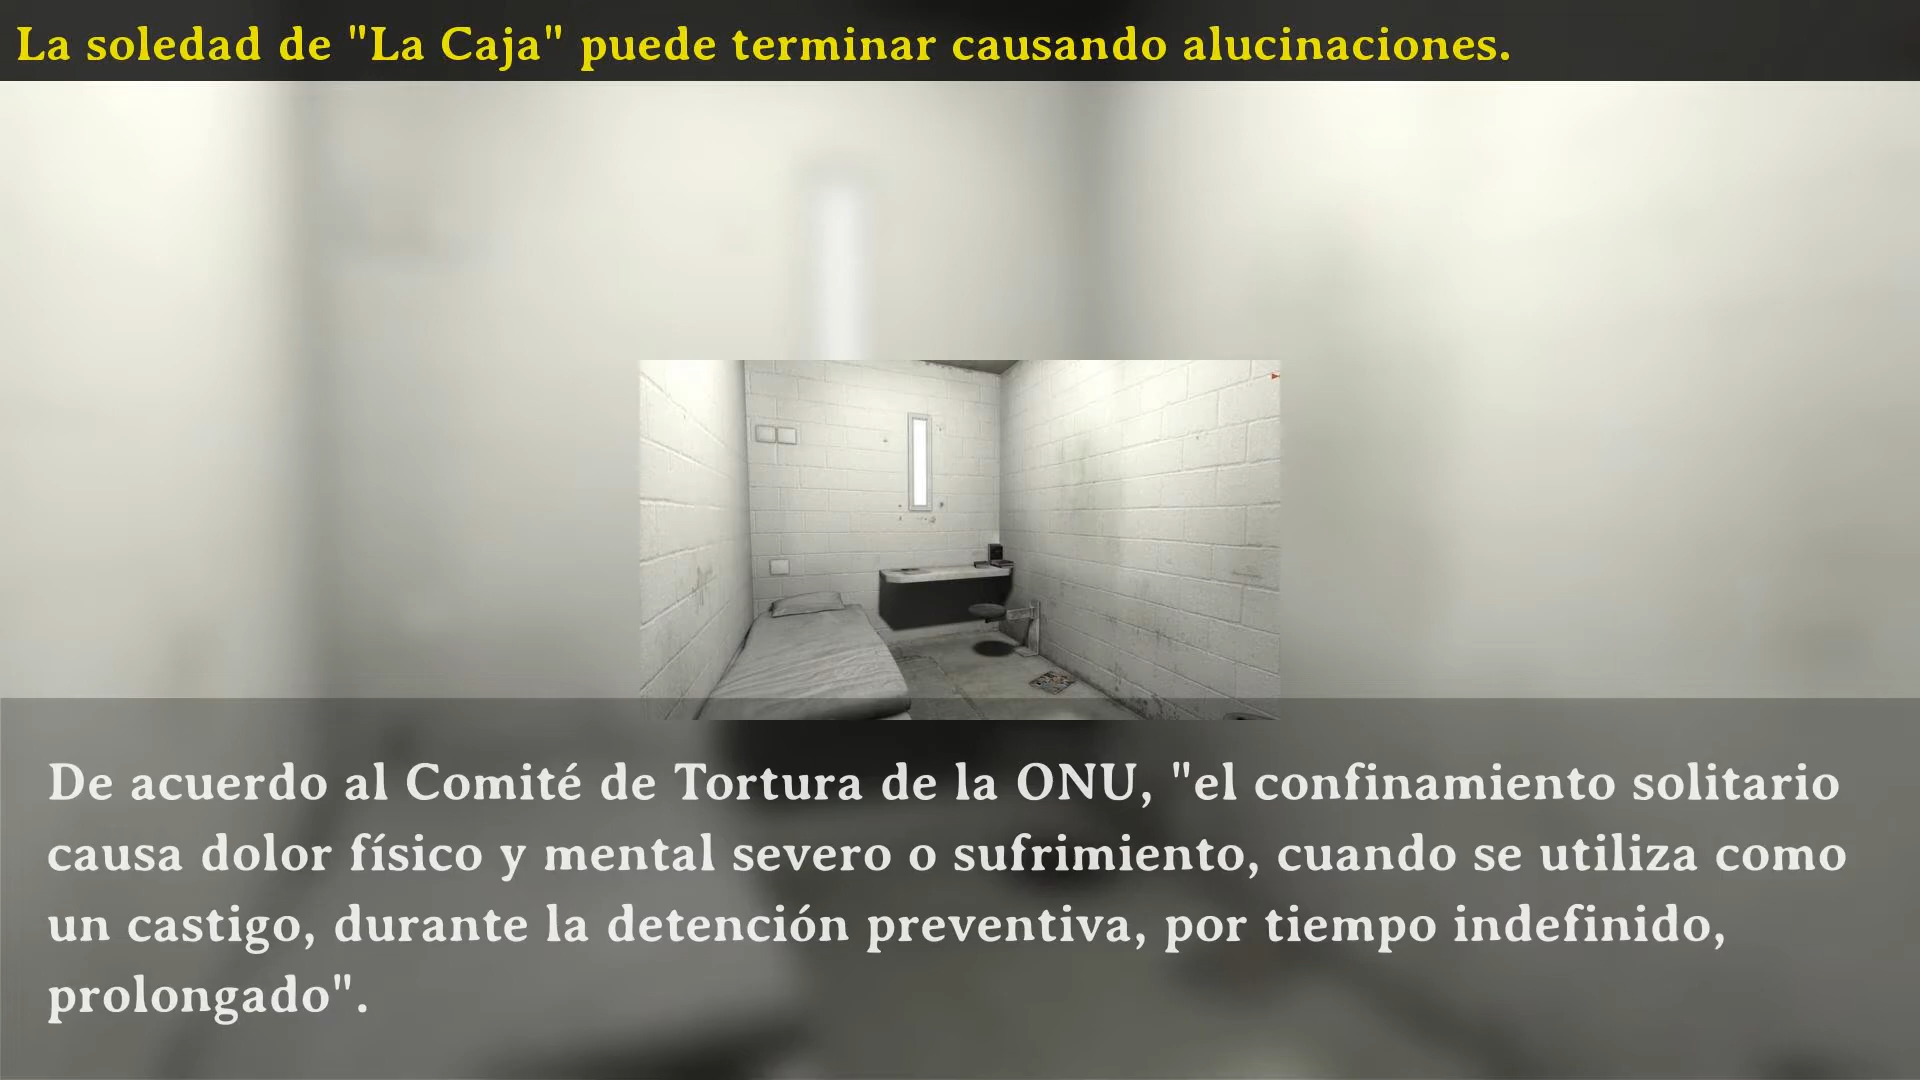 La soledad de "La Caja" puede terminar causando alucinaciones.
De acuerdo al Comité de Tortura de la ONU, "el confinamiento solitario
causa dolor físico y mental severo o sufrimiento, cuando se utiliza como
un castigo, durante la detención preventiva, por tiempo indefinido,
prolongado".